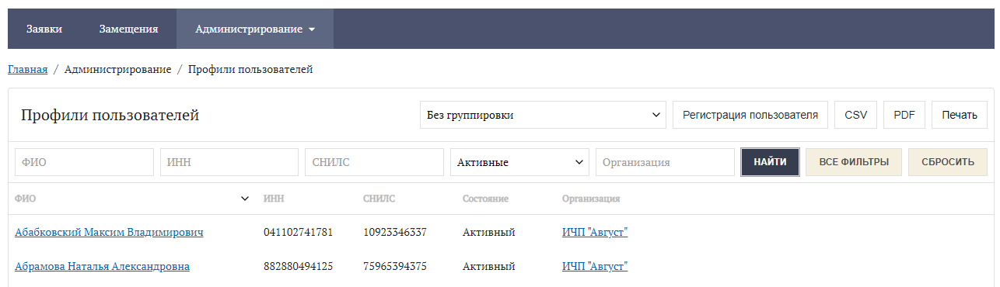 Заявки Замещения Администрирование
Главная / Администрирование / Профили пользователей
Профили пользователей Без группировки Регистрация пользователя CSV PDF Печать
ФИО ИНН СНИЛС Активные Организация НАЙТИ ВСЕ ФИЛЬТРЫ СБРОСИТЬ
ФИО ИНН СНИЛС Состояние Организация
Абабковский Максим Владимирович 041102741781 10923346337 Активный ИЧП "Август"
Абрамова Наталья Александровна 882880494125 75965394375 Активный ИЧП "Август"